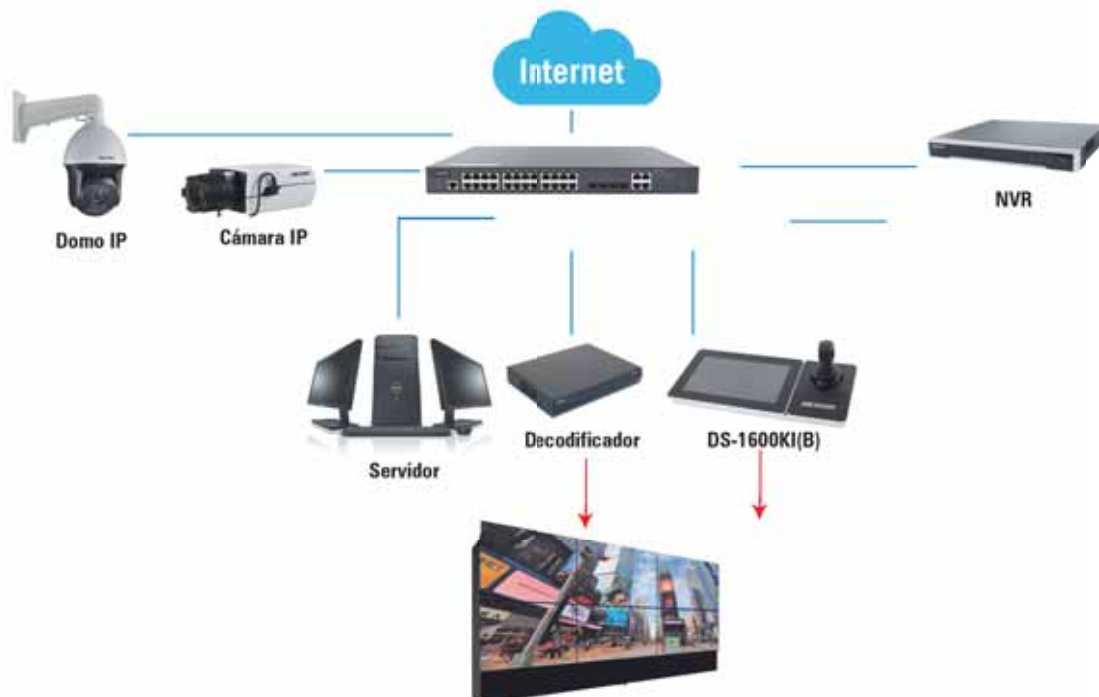 Internet
NVR
Domo IP
Cámara IP
Decodificador
DS-1600KI(B)
Servidor